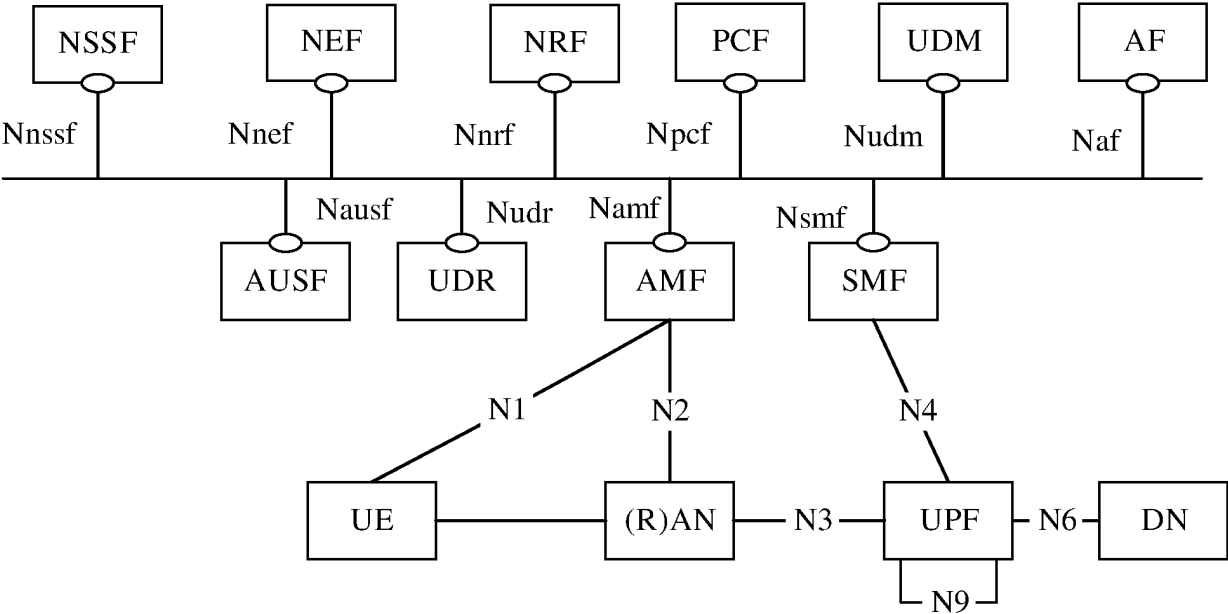 NSSF NEF NRF PCF UDM AF
Nnssf Nnef Nnrf Npcf Nudm Naf
Nausf Nudr Namf Nsmf
AUSF UDR AMF SMF
N1 N2 N4
UE (R)AN N3 UPF N6 DN
N9